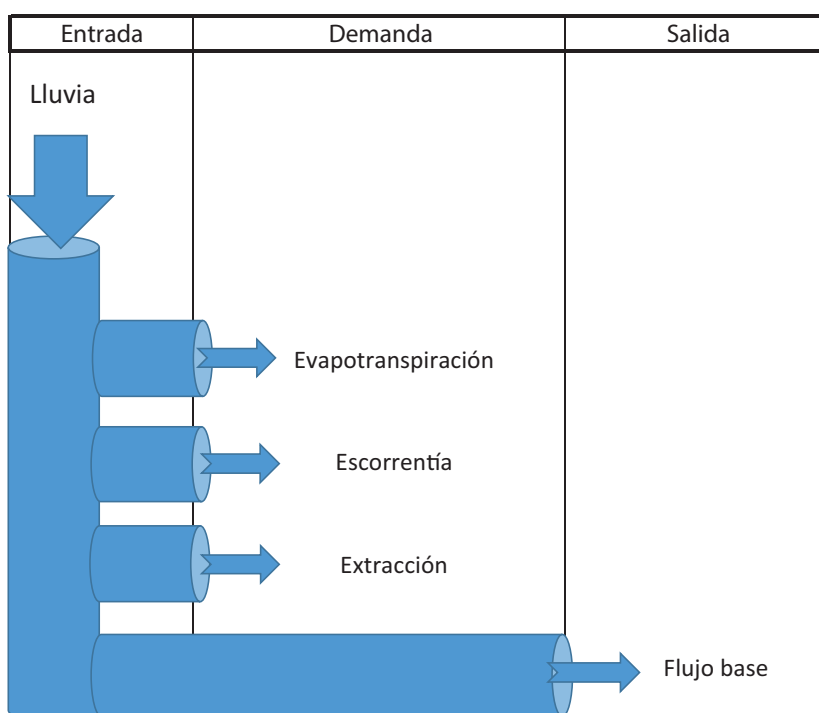 Entrada
Demanda
Salida
Lluvia
Evapotranspiración
Escorrentía
Extracción
Flujo base